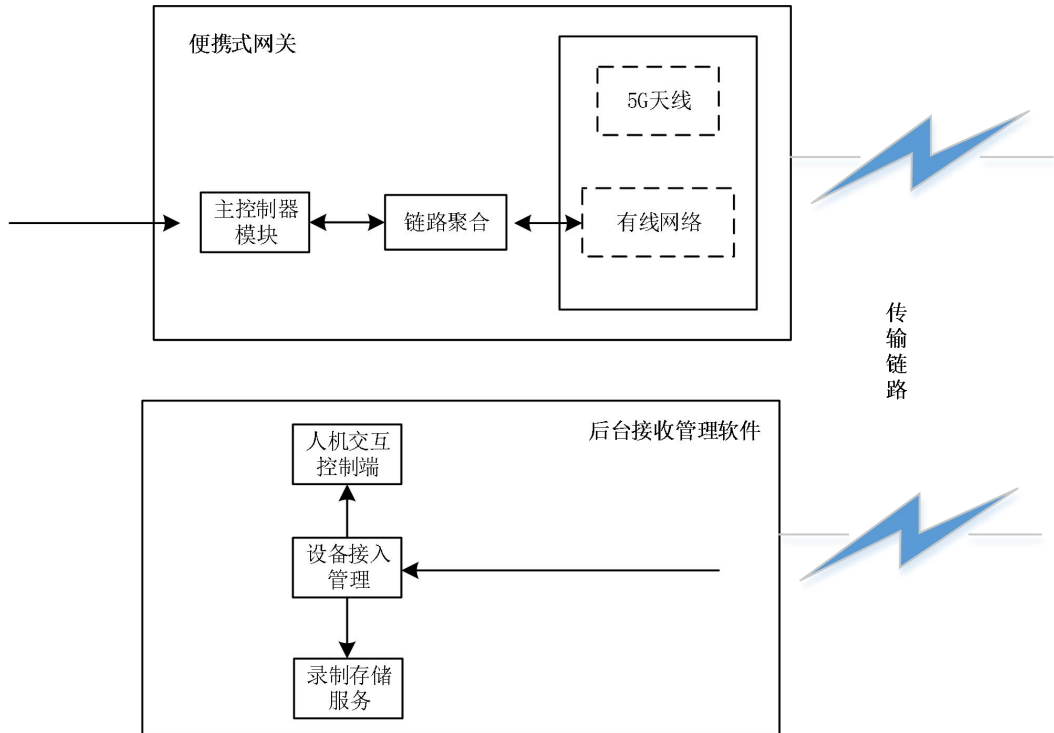 便携式网关
5G天线
主控制器
模块
链路聚合
有线网络
传
输
链
路
后台接收管理软件
人机交互
控制端
设备接入
管理
录制存储
服务